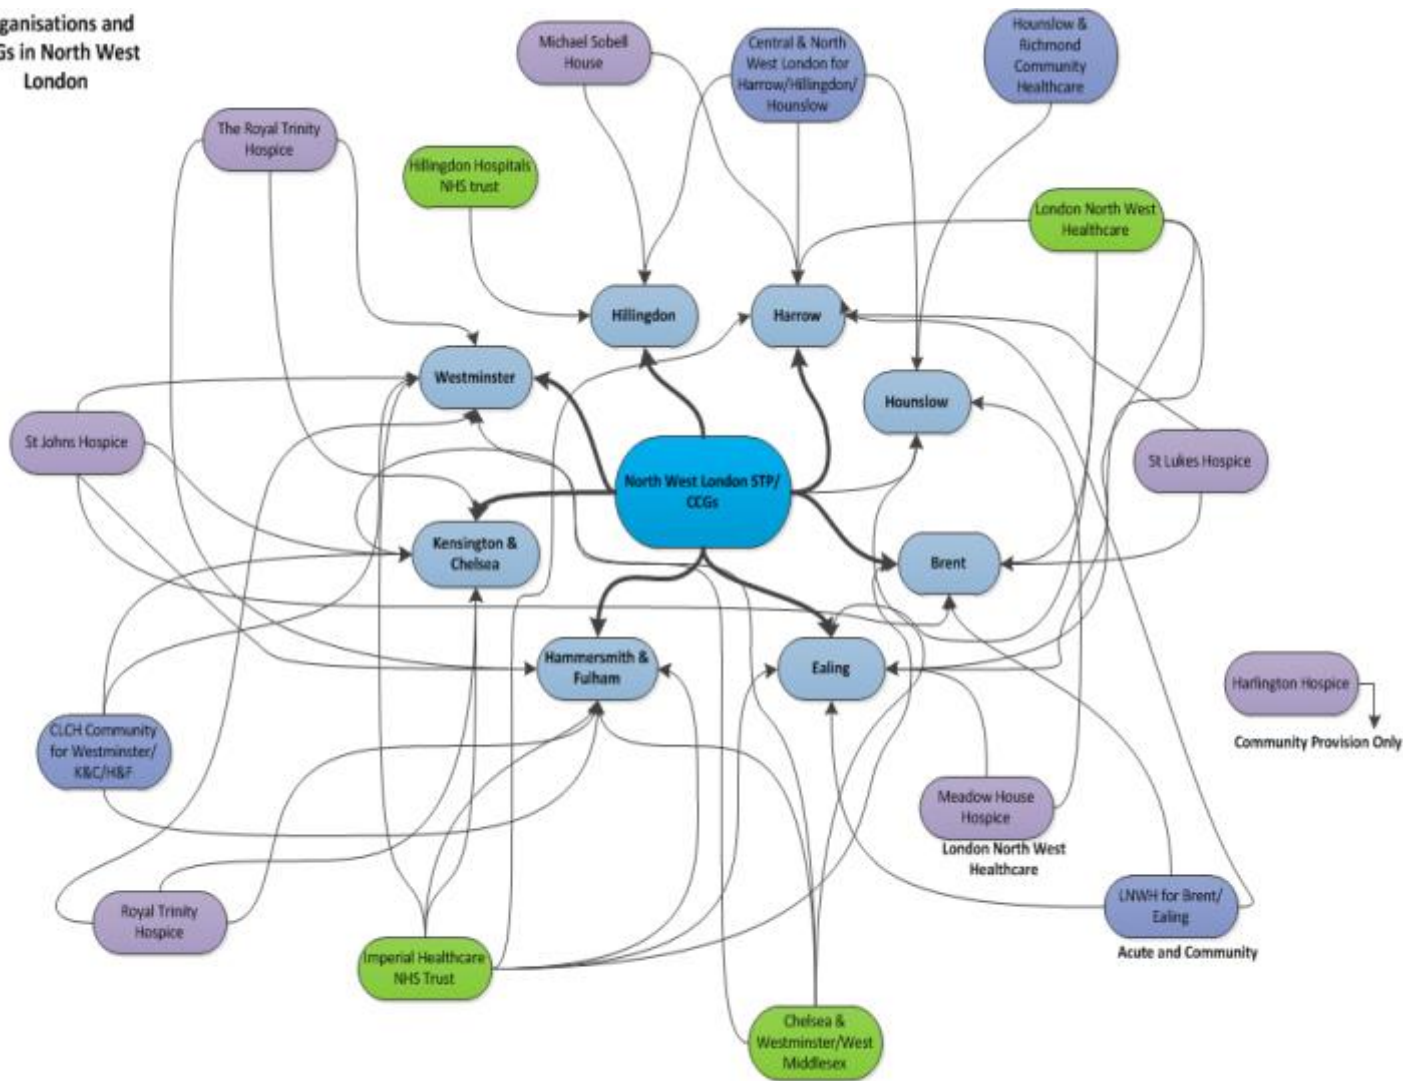 ganisations and
Gs in North West
London
Michael Sobell
House
Central & North
West London for
Harrow/Hillingdon/
Hounslow
Hounslow &
Richmond
Community
Healthcare
The Royal Trinity
Hospice
Hillingdon Hospitals
NHS trust
London North West
Healthcare
Hillingdon
Harrow
Westminster
Hounslow
St Johns Hospice
North West London STP/
CCGs
St Lukes Hospice
Kensington &
Chelsea
Brent
Hammersmith &
Fulham
Ealing
Harlington Hospice
Community Provision Only
CLCH Community
for Westminster/
K&C/H&F
Meadow House
Hospice
London North West
Healthcare
Royal Trinity
Hospice
LNWH for Brent/
Ealing
Acute and Community
Imperial Healthcare
NHS Trust
Chelsea &
Westminster/West
Middlesex